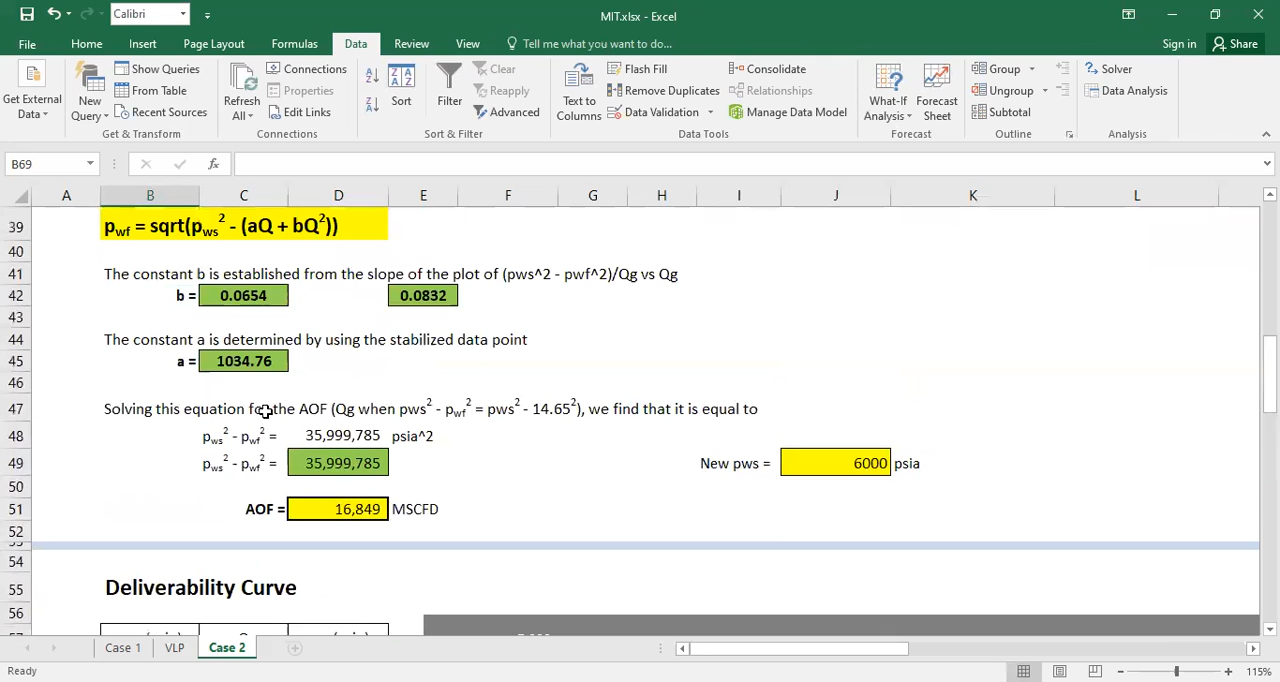 Calibri
MIT.xlsx - Excel
File Home Insert Page Layout Formulas Data Review View Tell me what you want to do... Sign in Share
Get External Data
New Query
Show Queries
From Table
Recent Sources
Get & Transform
Refresh All
Connections
Properties
Edit Links
Connections
Sort
Filter
Clear
Reapply
Advanced
Sort & Filter
Text to Columns
Flash Fill
Remove Duplicates
Data Validation
Consolidate
Relationships
Manage Data Model
Data Tools
What-If Analysis
Forecast Sheet
Forecast
Group
Ungroup
Subtotal
Outline
Solver
Data Analysis
Analysis
B69 fx
A B C D E F G H I J K L
39 pwf = sqrt(pws² - (aQ + bQ²))
40
41 The constant b is established from the slope of the plot of (pws^2 - pwf^2)/Qg vs Qg
42 b = 0.0654 0.0832
43
44 The constant a is determined by using the stabilized data point
45 a = 1034.76
46
47 Solving this equation for the AOF (Qg when pws² - pwf² = pws² - 14.65²), we find that it is equal to
48 pws² - pwf² = 35,999,785 psia^2
49 pws² - pwf² = 35,999,785 New pws = 6000 psia
50
51 AOF = 16,849 MSCFD
52
54
55 Deliverability Curve
56
Case 1 VLP Case 2
Ready 115%